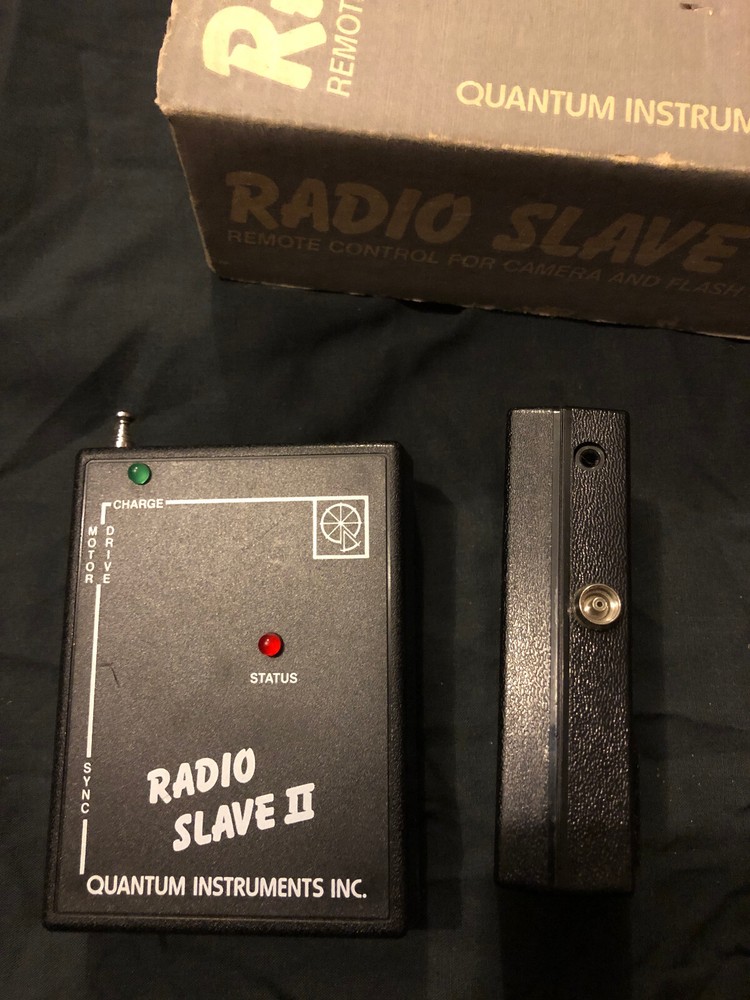 REMOT
QUANTUM INSTRUM
RADIO SLAVE
REMOTE CONTROL FOR CAMERA AND FLASH
CHARGE
MOTOR
DRIVE
STATUS
SYNC
RADIO
SLAVE II
QUANTUM INSTRUMENTS INC.